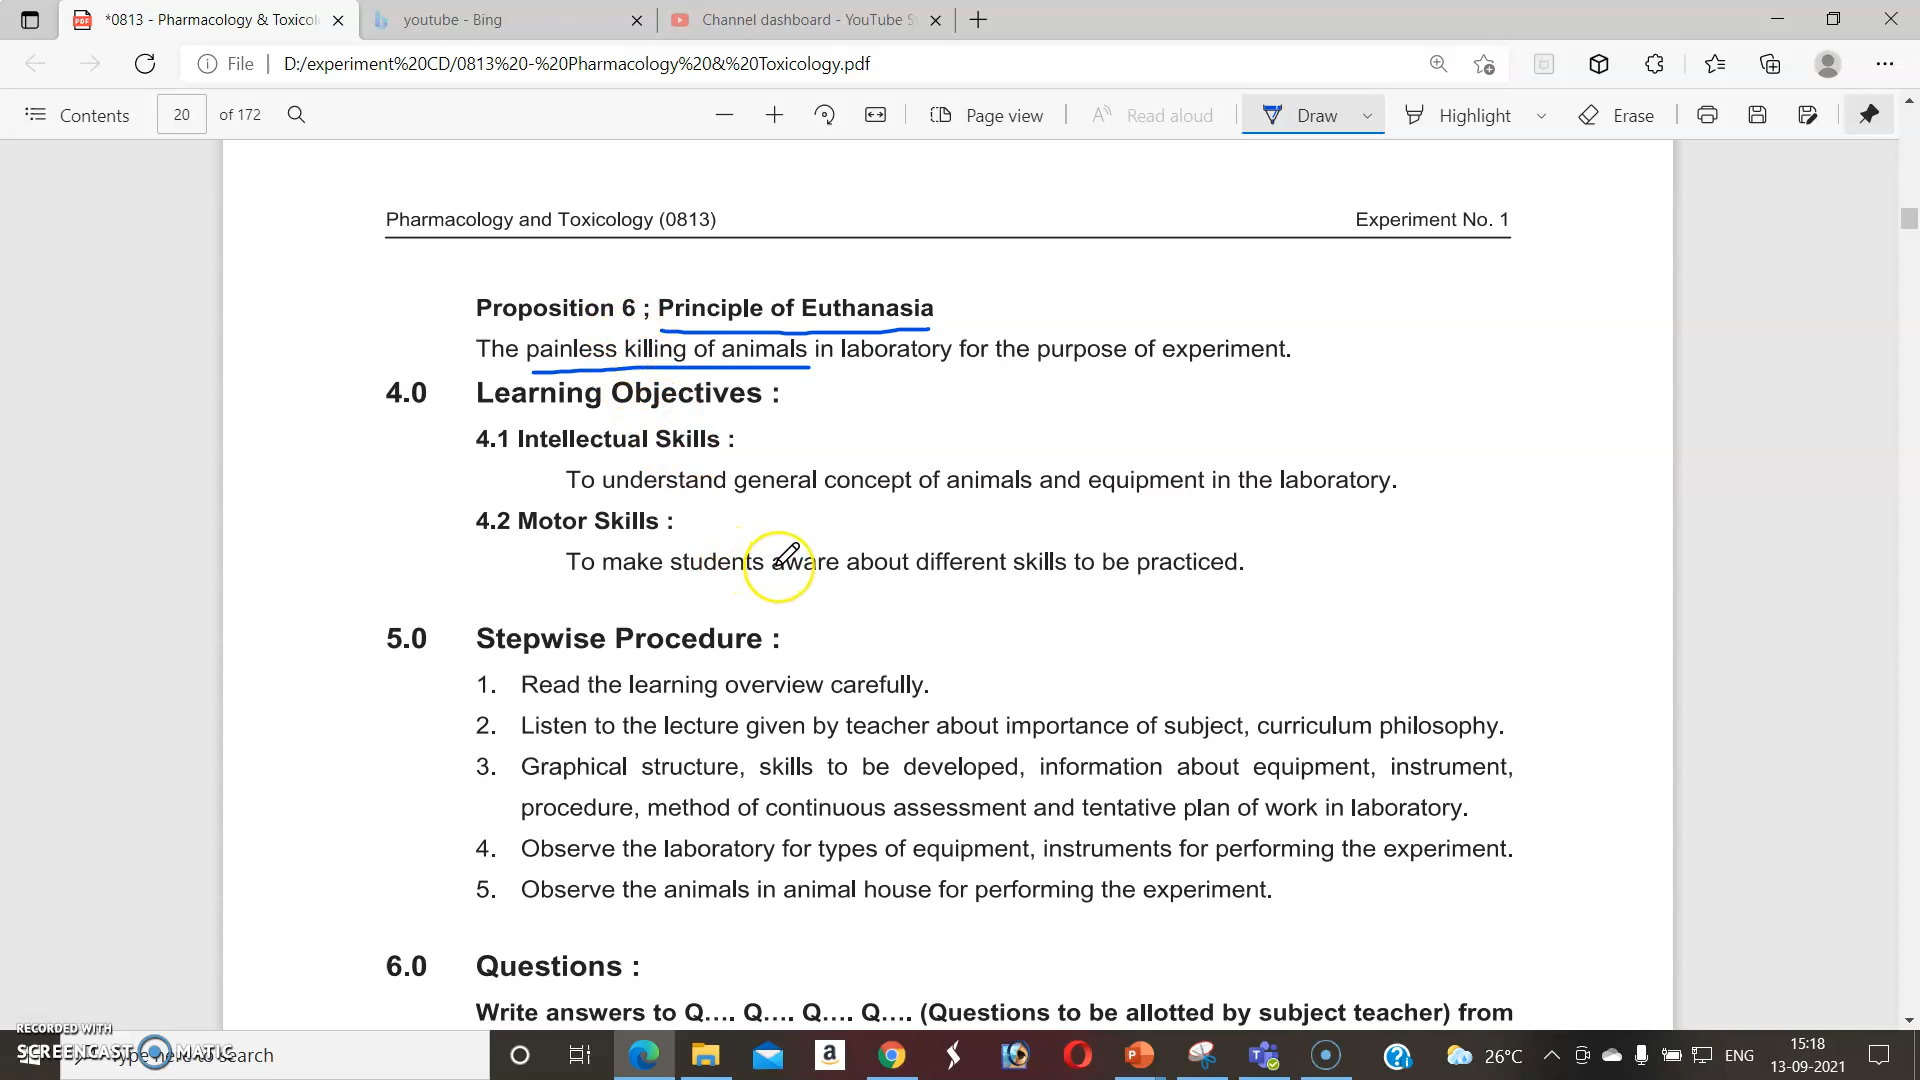 *0813 - Pharmacology & Toxicol
youtube - Bing
Channel dashboard - YouTube S
File
D:/experiment%20CD/0813%20-%20Pharmacology%20&%20Toxicology.pdf
Contents
20
of 172
Page view
Read aloud
Draw
Highlight
Erase
Pharmacology and Toxicology (0813)
Experiment No. 1
Proposition 6 ; Principle of Euthanasia
The painless killing of animals in laboratory for the purpose of experiment.
4.0 Learning Objectives :
4.1 Intellectual Skills :
To understand general concept of animals and equipment in the laboratory.
4.2 Motor Skills :
To make students aware about different skills to be practiced.
5.0 Stepwise Procedure :
1. Read the learning overview carefully.
2. Listen to the lecture given by teacher about importance of subject, curriculum philosophy.
3. Graphical structure, skills to be developed, information about equipment, instrument,
procedure, method of continuous assessment and tentative plan of work in laboratory.
4. Observe the laboratory for types of equipment, instruments for performing the experiment.
5. Observe the animals in animal house for performing the experiment.
6.0 Questions :
Write answers to Q.... Q.... Q.... Q.... (Questions to be allotted by subject teacher) from
RECORDED WITH
SCREENCAST MATIC
Type here to search
26°C
ENG
15:18
13-09-2021